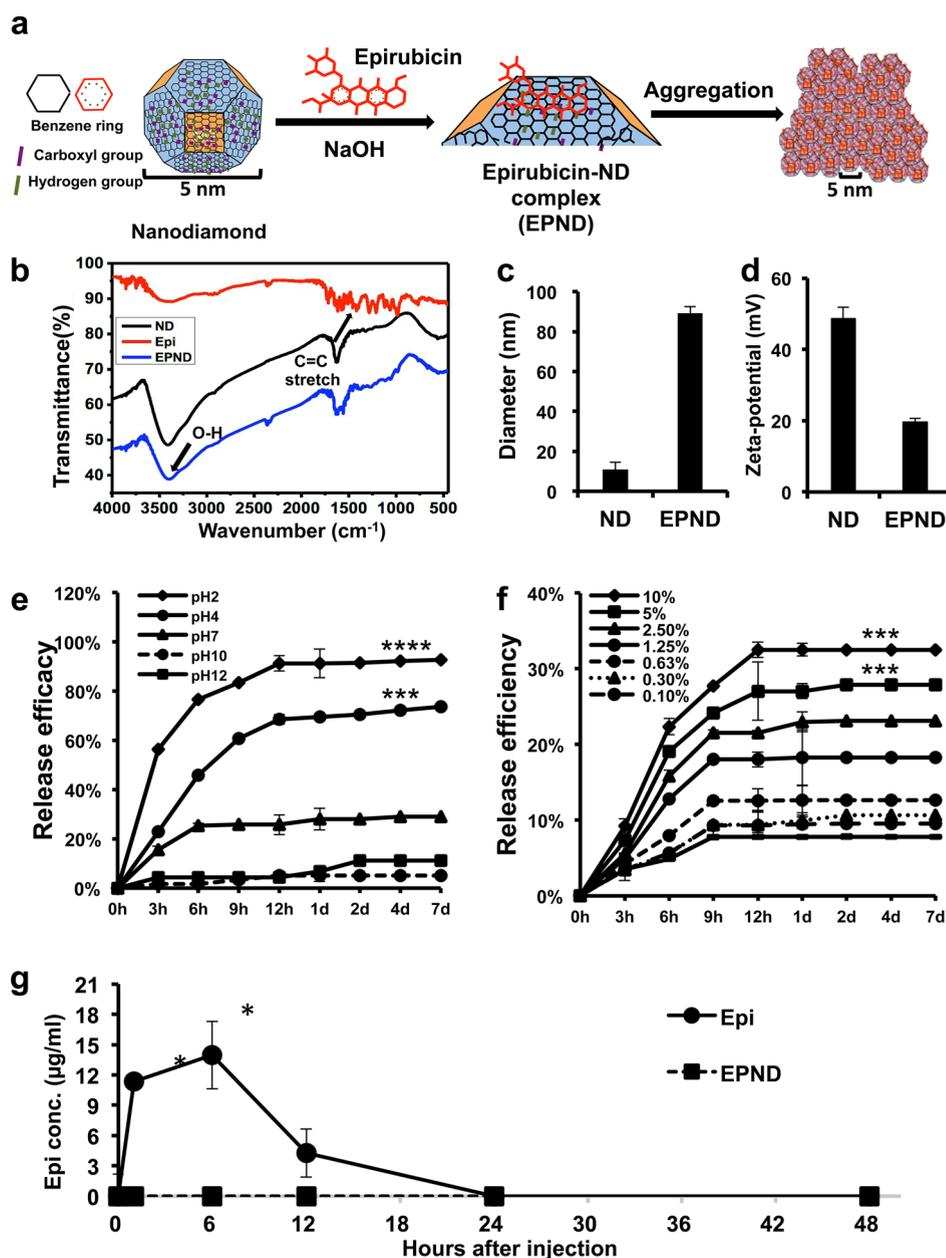 a
Epirubicin
NaOH
Aggregation
Benzene ring
Carboxyl group
Hydrogen group
5 nm
Nanodiamond
Epirubicin-ND
complex
(EPND)
5 nm
b
Transmittance(%)
100
90
80
70
60
50
40
ND
Epi
EPND
C=C
stretch
O-H
4000 3500 3000 2500 2000 1500 1000 500
Wavenumber (cm-1)
c
Diameter (nm)
100
80
60
40
20
0
ND EPND
d
Zeta-potential (mV)
60
40
20
0
ND EPND
e
Release efficacy
120%
100%
80%
60%
40%
20%
0%
pH2
pH4
pH7
pH10
pH12
****
***
0h 3h 6h 9h 12h 1d 2d 4d 7d
f
Release efficiency
40%
30%
20%
10%
0%
10%
5%
2.50%
1.25%
0.63%
0.30%
0.10%
***
***
0h 3h 6h 9h 12h 1d 2d 4d 7d
g
Epi conc. (μg/ml)
21
18
15
12
9
6
3
0
*
*
Epi
EPND
0 6 12 18 24 30 36 42 48
Hours after injection